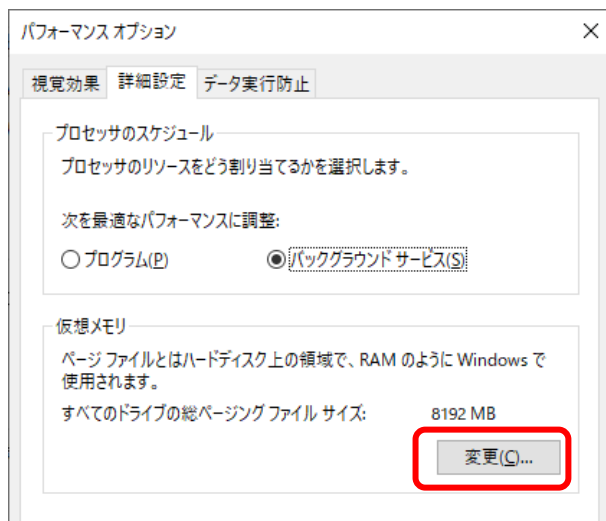 パフォーマンス オプション
視覚効果 詳細設定 データ実行防止
プロセッサのスケジュール
プロセッサのリソースをどう割り当てるかを選択します。
次を最適なパフォーマンスに調整:
プログラム(P) バックグラウンド サービス(S)
仮想メモリ
ページ ファイルとはハードディスク上の領域で、RAM のように Windows で
使用されます。
すべてのドライブの総ページング ファイル サイズ: 8192 MB
変更(C)...